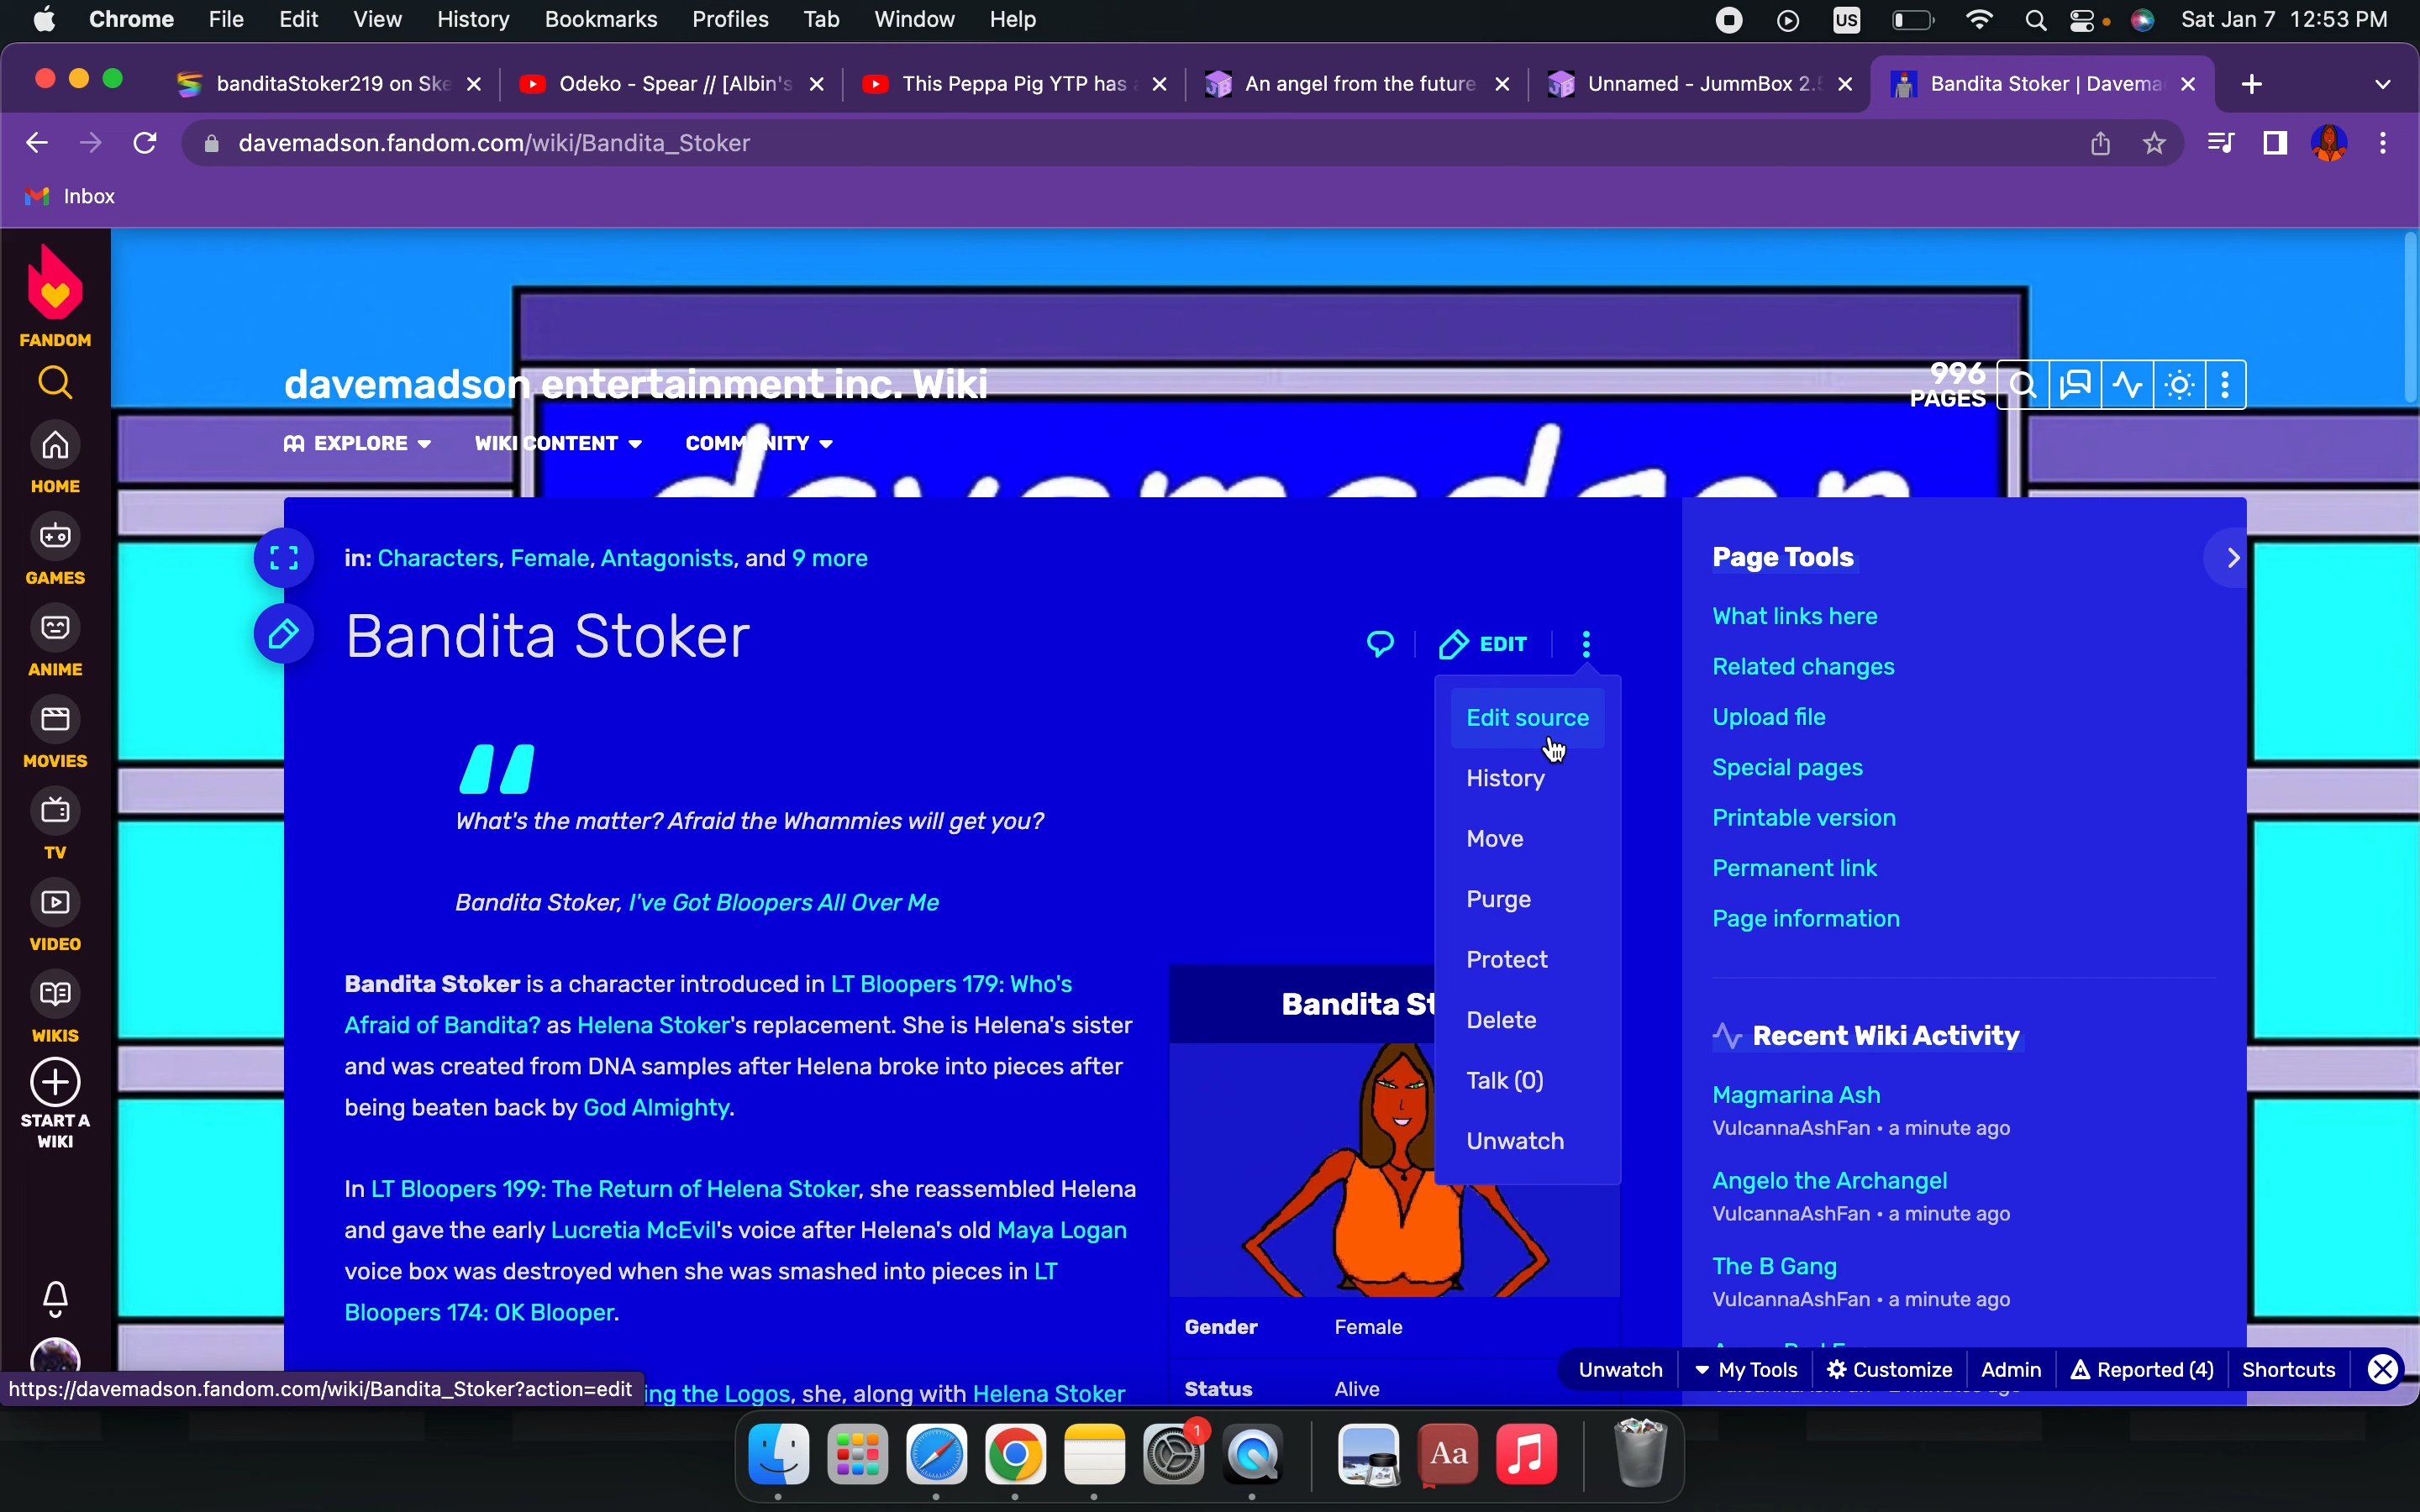 Chrome File Edit View History Bookmarks Profiles Tab Window Help US Sat Jan 7 12:53 PM
banditaStoker219 on Ske Odeko - Spear // [Albin's This Peppa Pig YTP has An angel from the future Unnamed - JummBox 2. Bandita Stoker | Davema
davemadson.fandom.com/wiki/Bandita_Stoker
Inbox
FANDOM
HOME
GAMES
ANIME
MOVIES
TV
VIDEO
WIKIS
START A
WIKI
davemadson entertainment inc. Wiki
996
PAGES
EXPLORE WIKI CONTENT COMMUNITY
davemadson
in: Characters, Female, Antagonists, and 9 more
Bandita Stoker
EDIT
Edit source
History
Move
Purge
Protect
Delete
Talk (0)
Unwatch
What's the matter? Afraid the Whammies will get you?
Bandita Stoker, I've Got Bloopers All Over Me
Bandita Stoker is a character introduced in LT Bloopers 179: Who's
Afraid of Bandita? as Helena Stoker's replacement. She is Helena's sister
and was created from DNA samples after Helena broke into pieces after
being beaten back by God Almighty.
In LT Bloopers 199: The Return of Helena Stoker, she reassembled Helena
and gave the early Lucretia McEvil's voice after Helena's old Maya Logan
voice box was destroyed when she was smashed into pieces in LT
Bloopers 174: OK Blooper.
ing the Logos, she, along with Helena Stoker
Bandita St
Gender Female
Status Alive
Page Tools
What links here
Related changes
Upload file
Special pages
Printable version
Permanent link
Page information
Recent Wiki Activity
Magmarina Ash
VulcannaAshFan • a minute ago
Angelo the Archangel
VulcannaAshFan • a minute ago
The B Gang
VulcannaAshFan • a minute ago
Unwatch My Tools Customize Admin Reported (4) Shortcuts
https://davemadson.fandom.com/wiki/Bandita_Stoker?action=edit
1
Aa